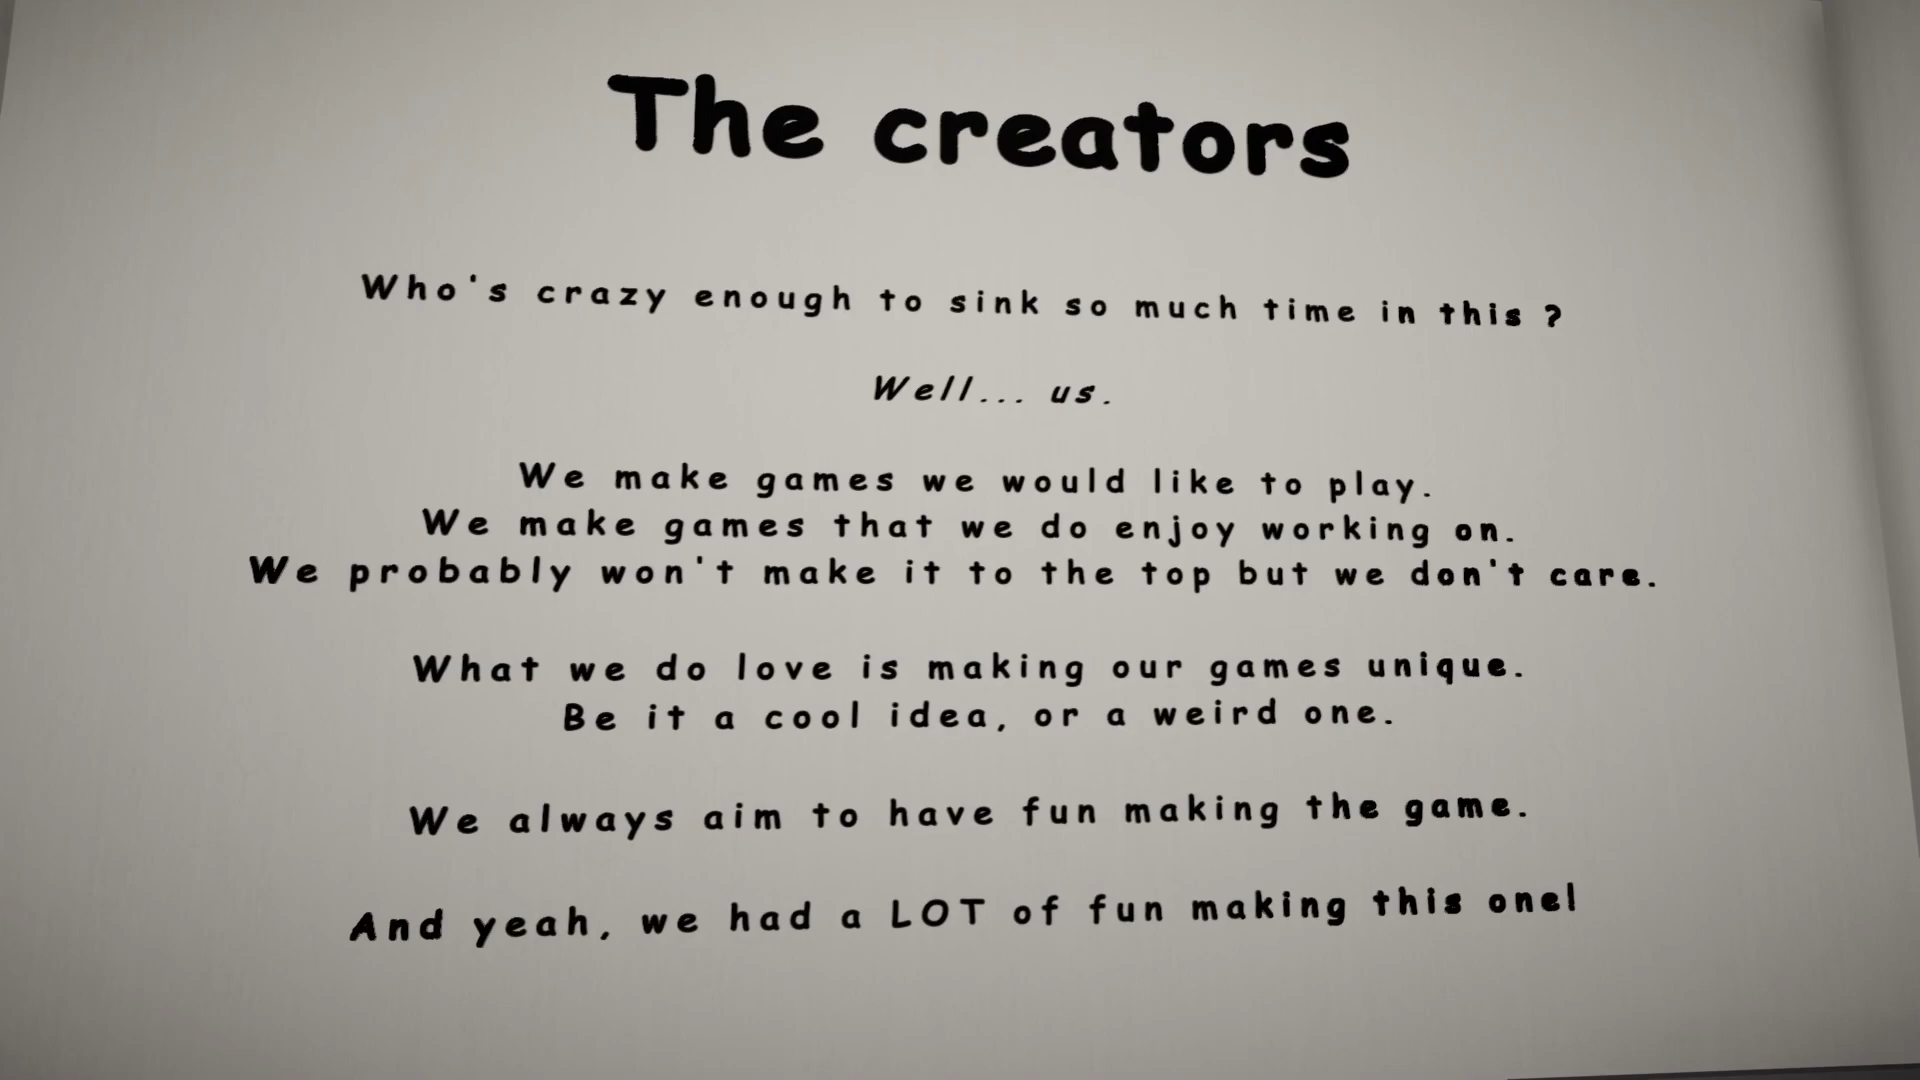 The creators
Who's crazy enough to sink so much time in this ?
Well... us.
We make games we would like to play.
We make games that we do enjoy working on.
We probably won't make it to the top but we don't care.
What we do love is making our games unique.
Be it a cool idea, or a weird one.
We always aim to have fun making the game.
And yeah, we had a LOT of fun making this one!